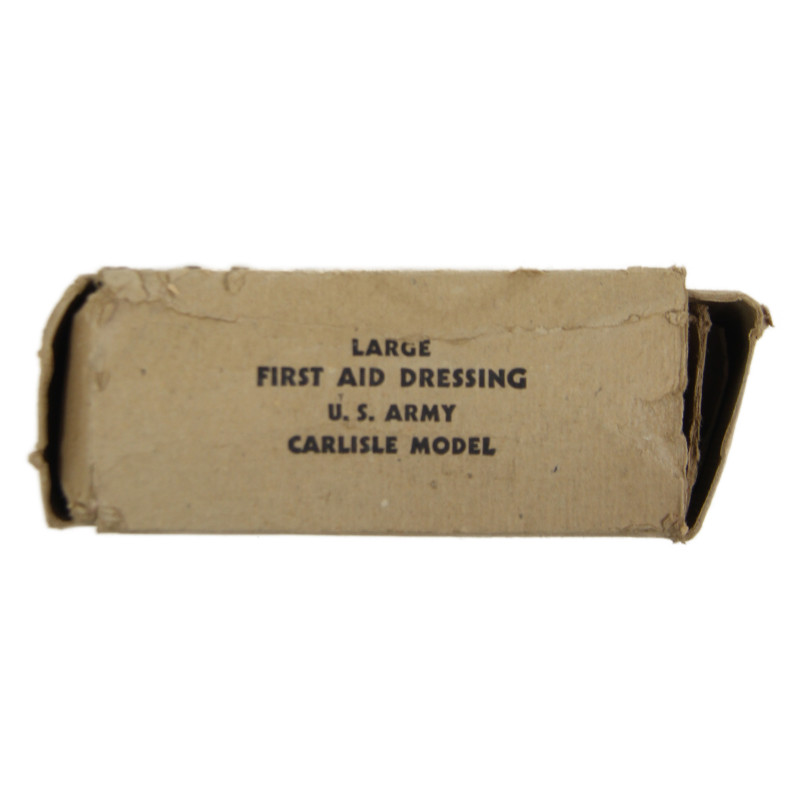 LARGE
FIRST AID DRESSING
U. S. ARMY
CARLISLE MODEL